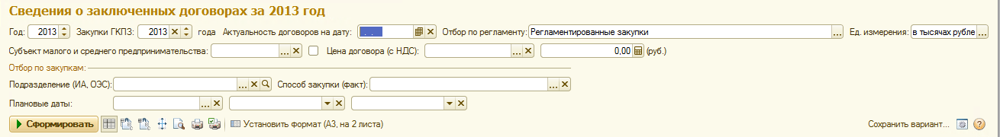 Сведения о заключенных договорах за 2013 год
Год: 2013 Закупки ГКПЗ: 2013 года Актуальность договоров на дату: . . Отбор по регламенту: Регламентированные закупки ... Ед. измерения: в тысячах рубле ...
Субъект малого и среднего предпринимательства: ... Цена договора (с НДС): ... 0,00 (руб.)
Отбор по закупкам:
Подразделение (ИА, ОЭС): ... Способ закупки (факт): ...
Плановые даты: ...
Сформировать Установить формат (А3, на 2 листа) Сохранить вариант... ?